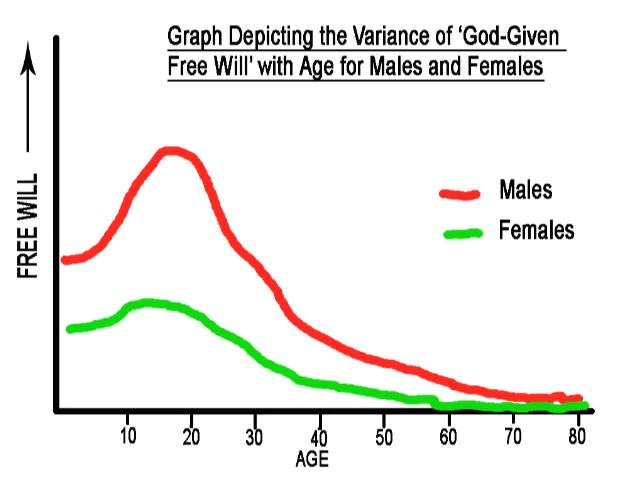 Graph Depicting the Variance of ‘God-Given
Free Will’ with Age for Males and Females
FREE WILL
Males
Females
10 20 30 40 50 60 70 80
AGE